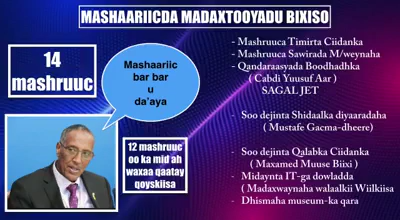 MASHAARIICDA MADAXTOOYADU BIXISO
14
mashruuc
Mashaariic
bar bar
u
da'aya
12 mashruuc
oo ka mid ah
waxaa qaatay
qoyskiisa
- Mashruuca Timirta Ciidanka
- Mashruuca Sawirada M/weynaha
- Qandaraasyada Boodhadhka
( Cabdi Yuusuf Aar )
SAGAL JET
- Soo dejinta Shidaalka diyaaradaha
( Mustafe Gacma-dheere)
- Soo dejinta Qalabka Ciidanka
( Maxamed Muuse Biixi )
- Midaynta IT-ga dowladda
( Madaxwaynaha walaalkii Wiilkiisa
- Dhismaha museum-ka qara